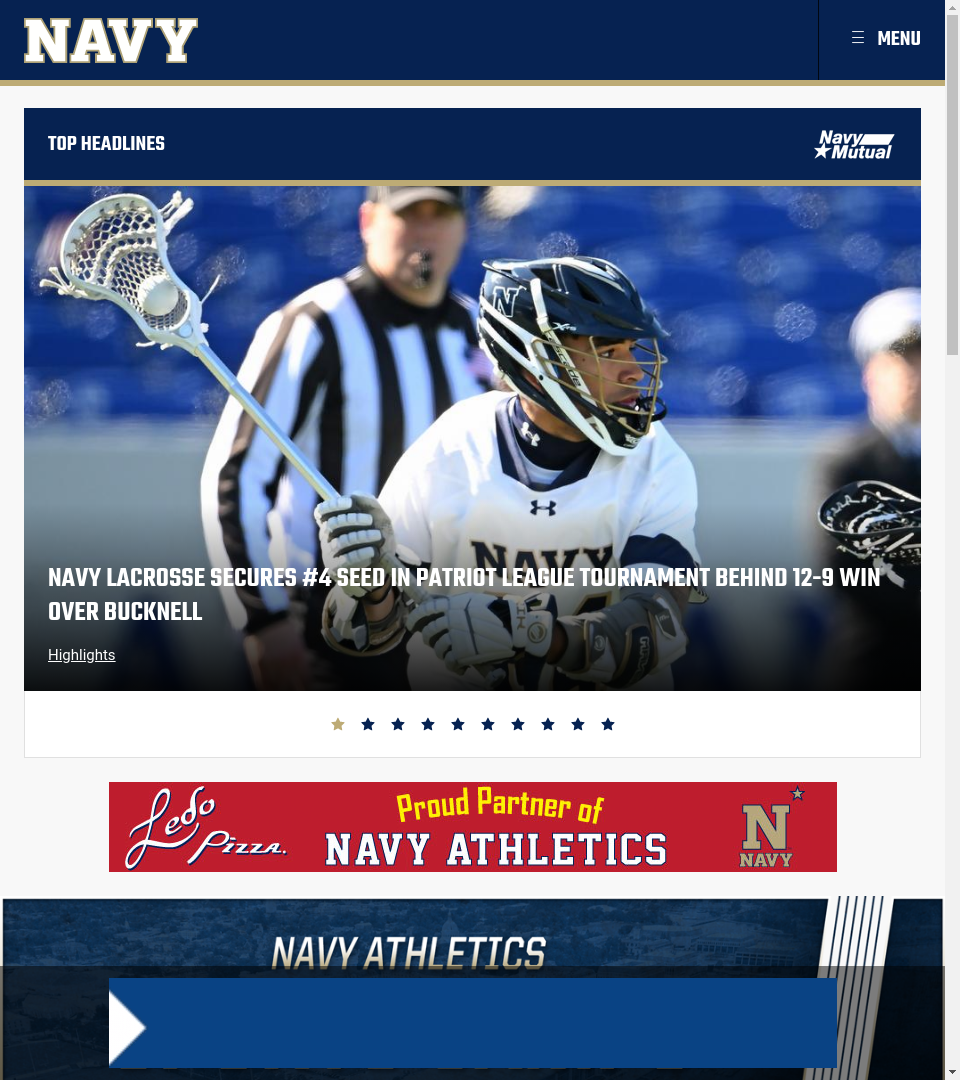 NAVY
MENU
TOP HEADLINES
Navy
Mutual
N
NAVY
NAVY LACROSSE SECURES #4 SEED IN PATRIOT LEAGUE TOURNAMENT BEHIND 12-9 WIN
OVER BUCKNELL
Highlights
Ledo
Pizza.
Proud Partner of
NAVY ATHLETICS
N
NAVY
NAVY ATHLETICS